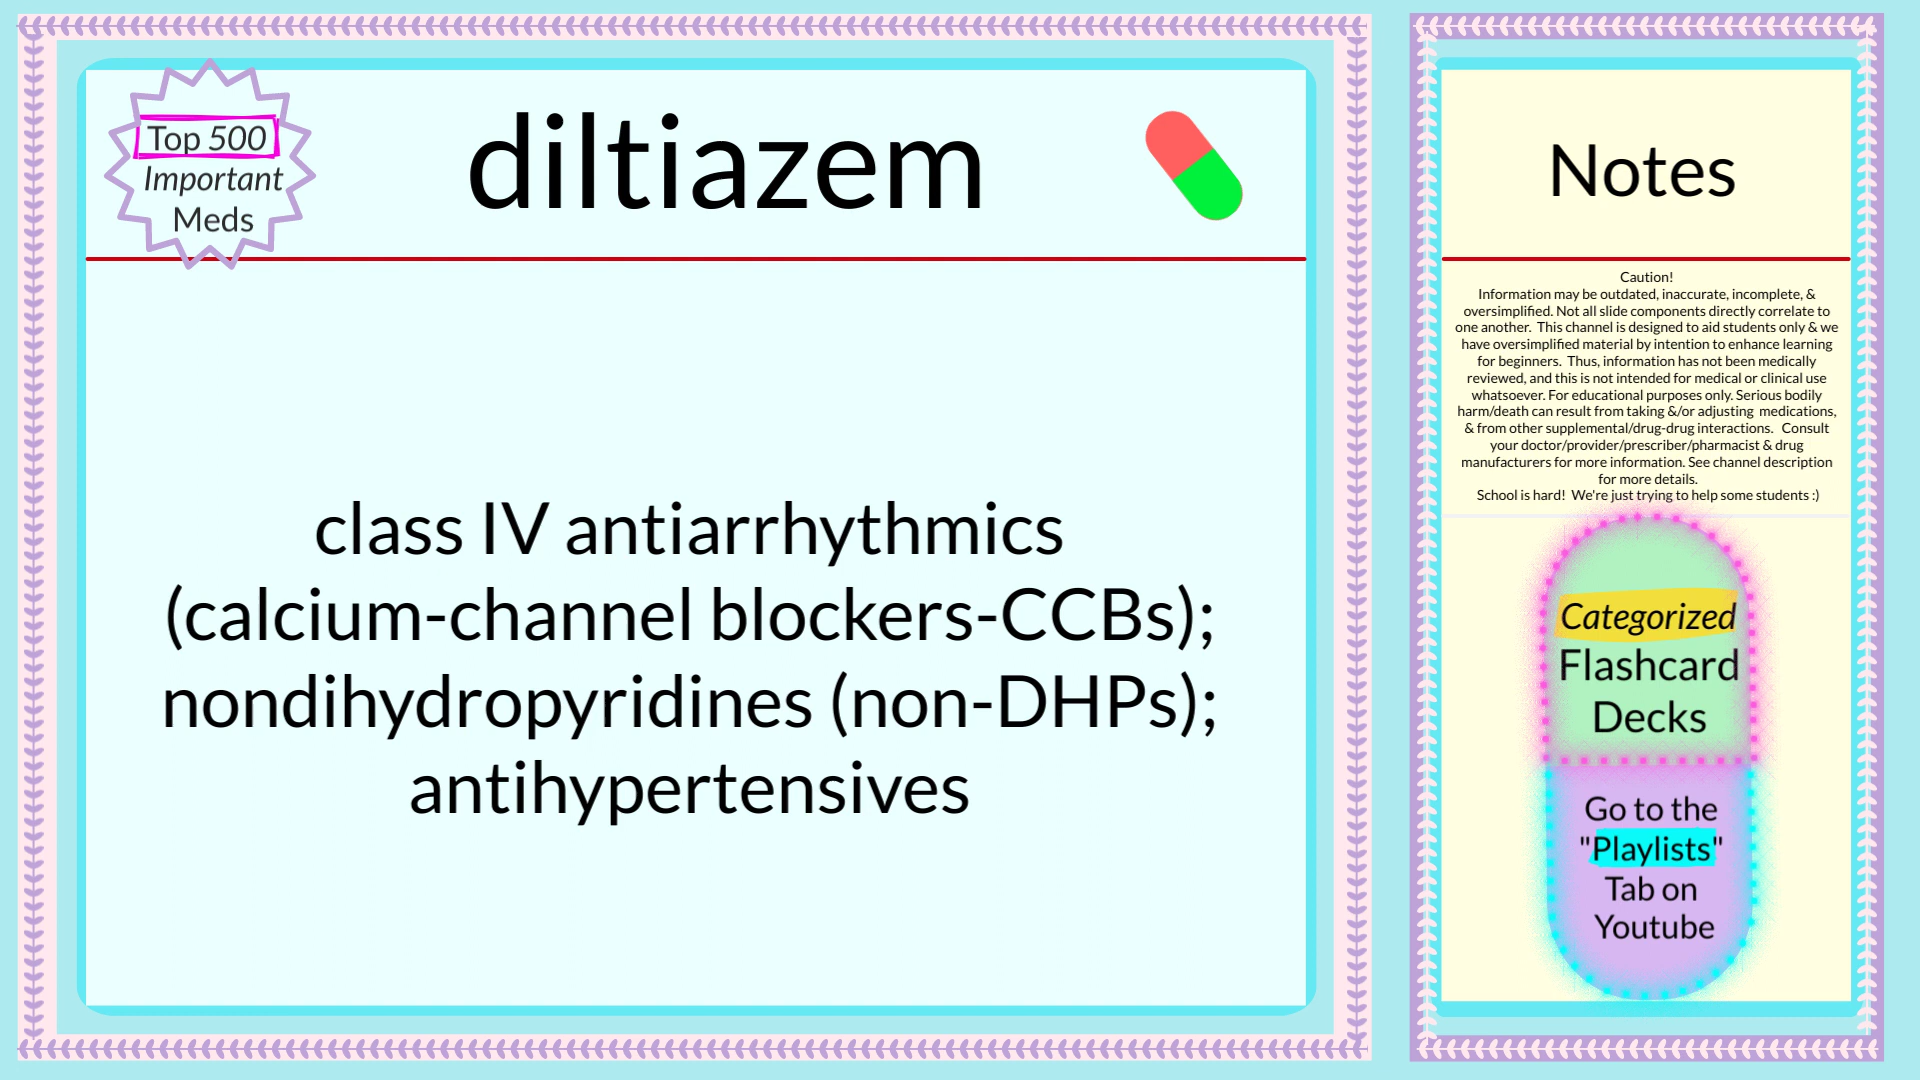 Top 500
Important
Meds
diltiazem
class IV antiarrhythmics
(calcium-channel blockers-CCBs);
nondihydropyridines (non-DHPs);
antihypertensives
Notes
Caution!
Information may be outdated, inaccurate, incomplete, &
oversimplified. Not all slide components directly correlate to
one another. This channel is designed to aid students only & we
have oversimplified material by intention to enhance learning
for beginners. Thus, information has not been medically
reviewed, and this is not intended for medical or clinical use
whatsoever. For educational purposes only. Serious bodily
harm/death can result from taking &/or adjusting medications,
& from other supplemental/drug-drug interactions. Consult
your doctor/provider/prescriber/pharmacist & drug
manufacturers for more information. See channel description
for more details.
School is hard! We're just trying to help some students :)
Categorized
Flashcard
Decks
Go to the
"Playlists"
Tab on
Youtube